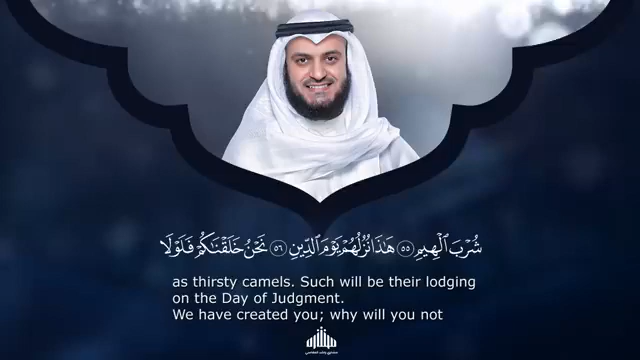 شُرْبَ ٱلْهِيمِ ٥٥ هَٰذَا نُزُلُهُمْ يَوْمَ ٱلدِّينِ ٥٦ نَحْنُ خَلَقْنَٰكُمْ فَلَوْلَا
as thirsty camels. Such will be their lodging
on the Day of Judgment.
We have created you; why will you not